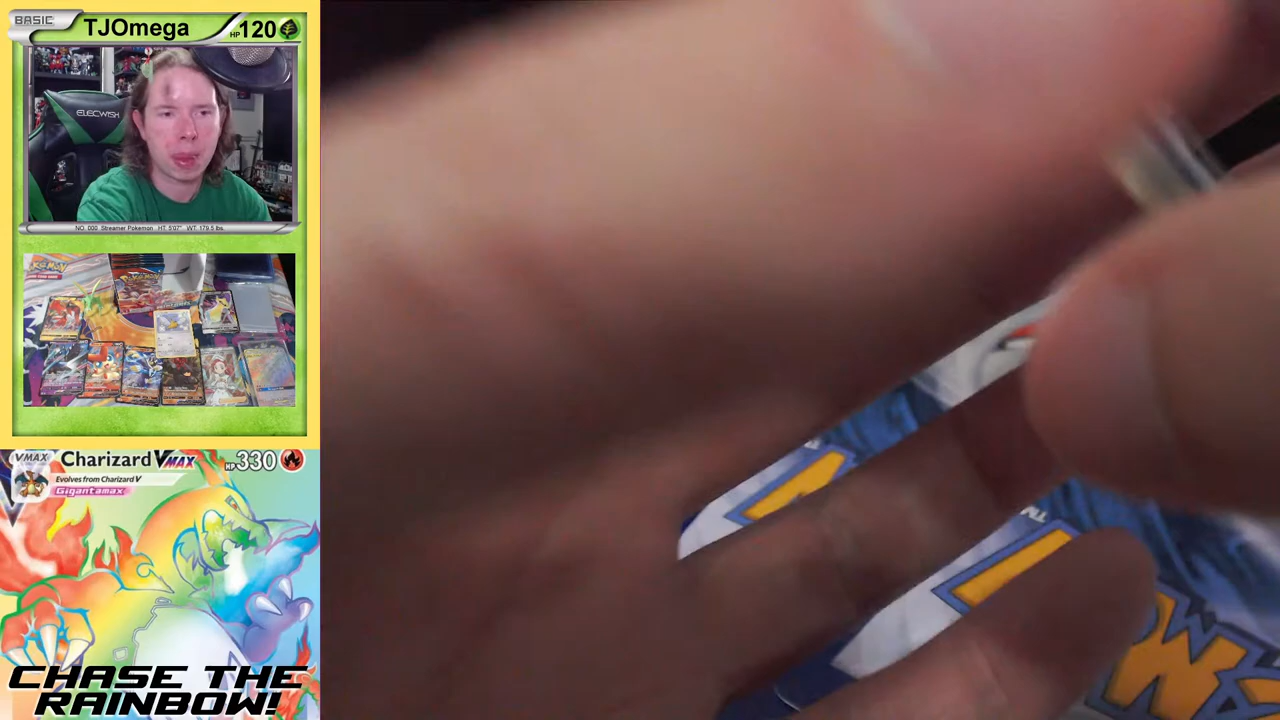 BASIC TJOmega HP120
ELECWISH
NO. 000 Streamer Pokemon HT: 5'07" WT: 179.5 lbs.
VMAX Charizard VMAX HP330
Evolves from Charizard V
Gigantamax
CHASE THE
RAINBOW!
TM